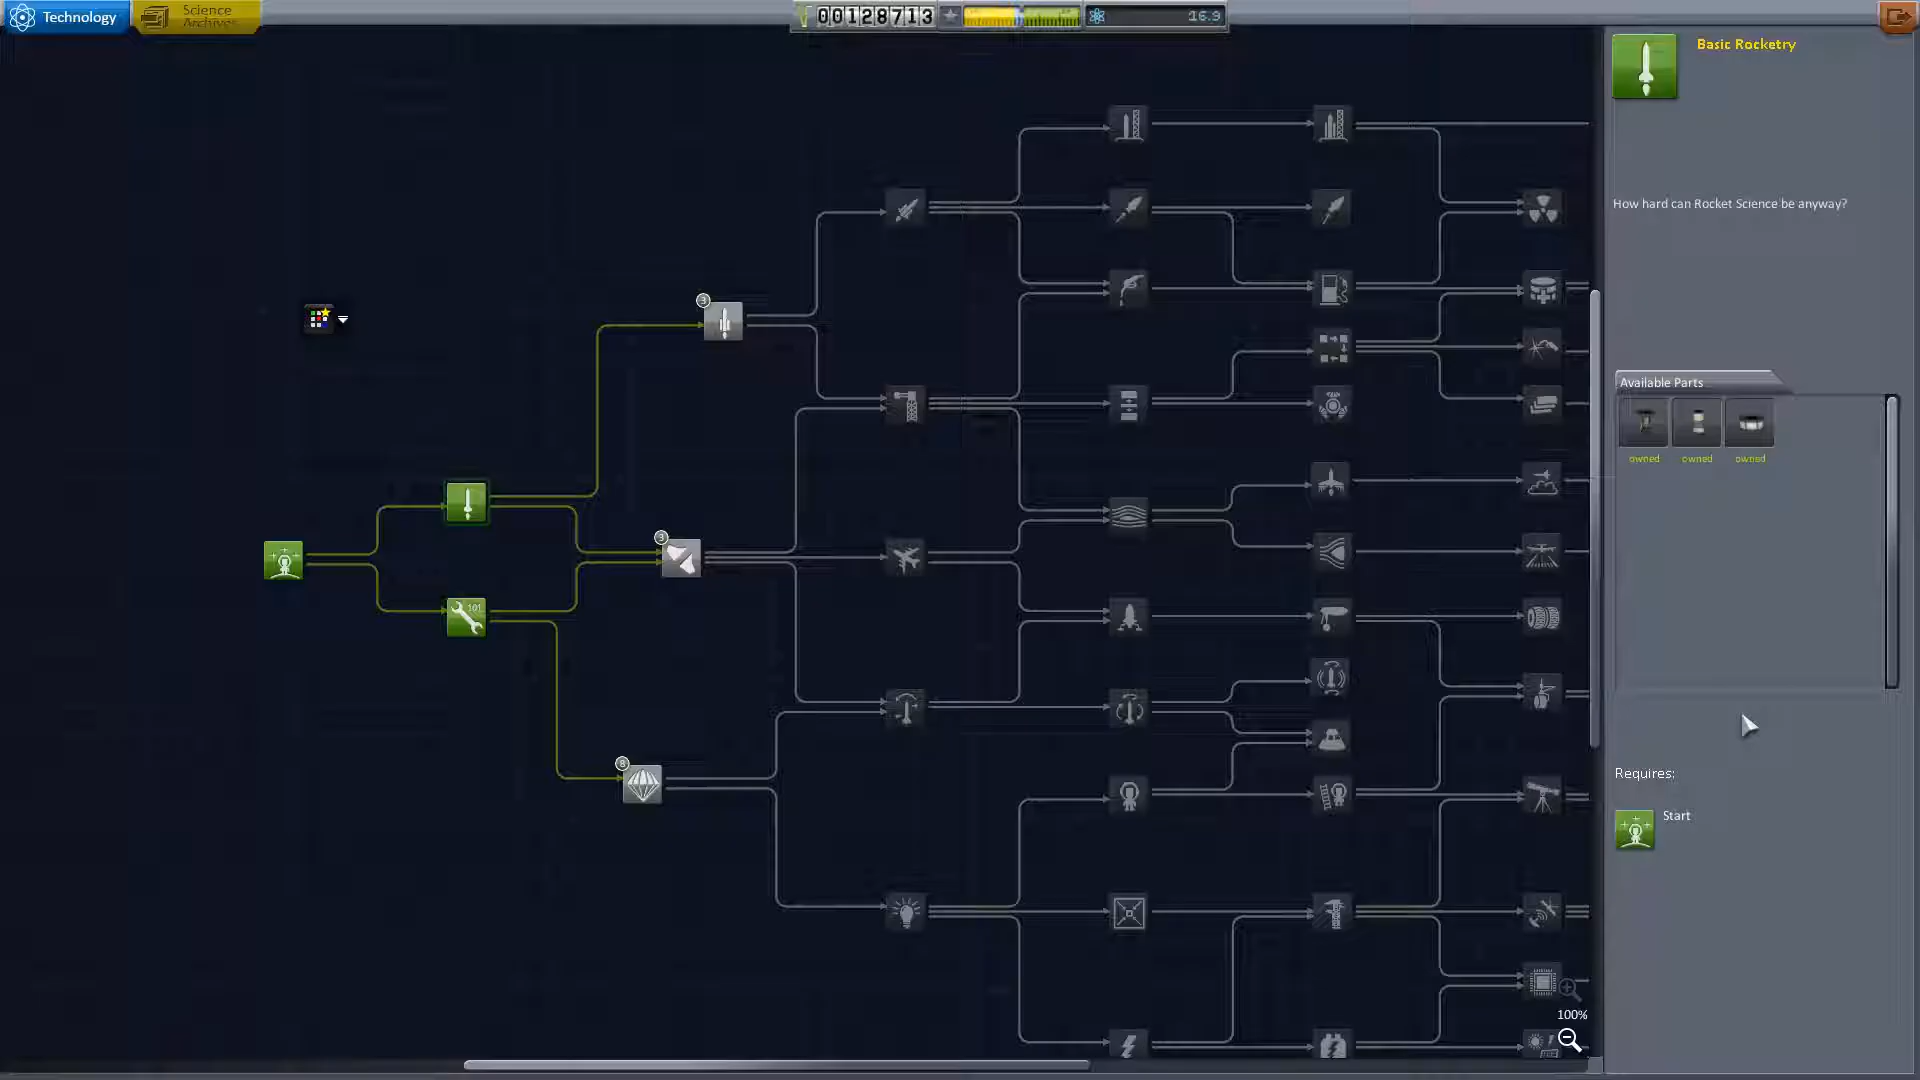 Technology
Science
Archives
00128713
16.9
Basic Rocketry
How hard can Rocket Science be anyway?
3
Available Parts
owned
owned
owned
3
101
8
Requires:
Start
100%